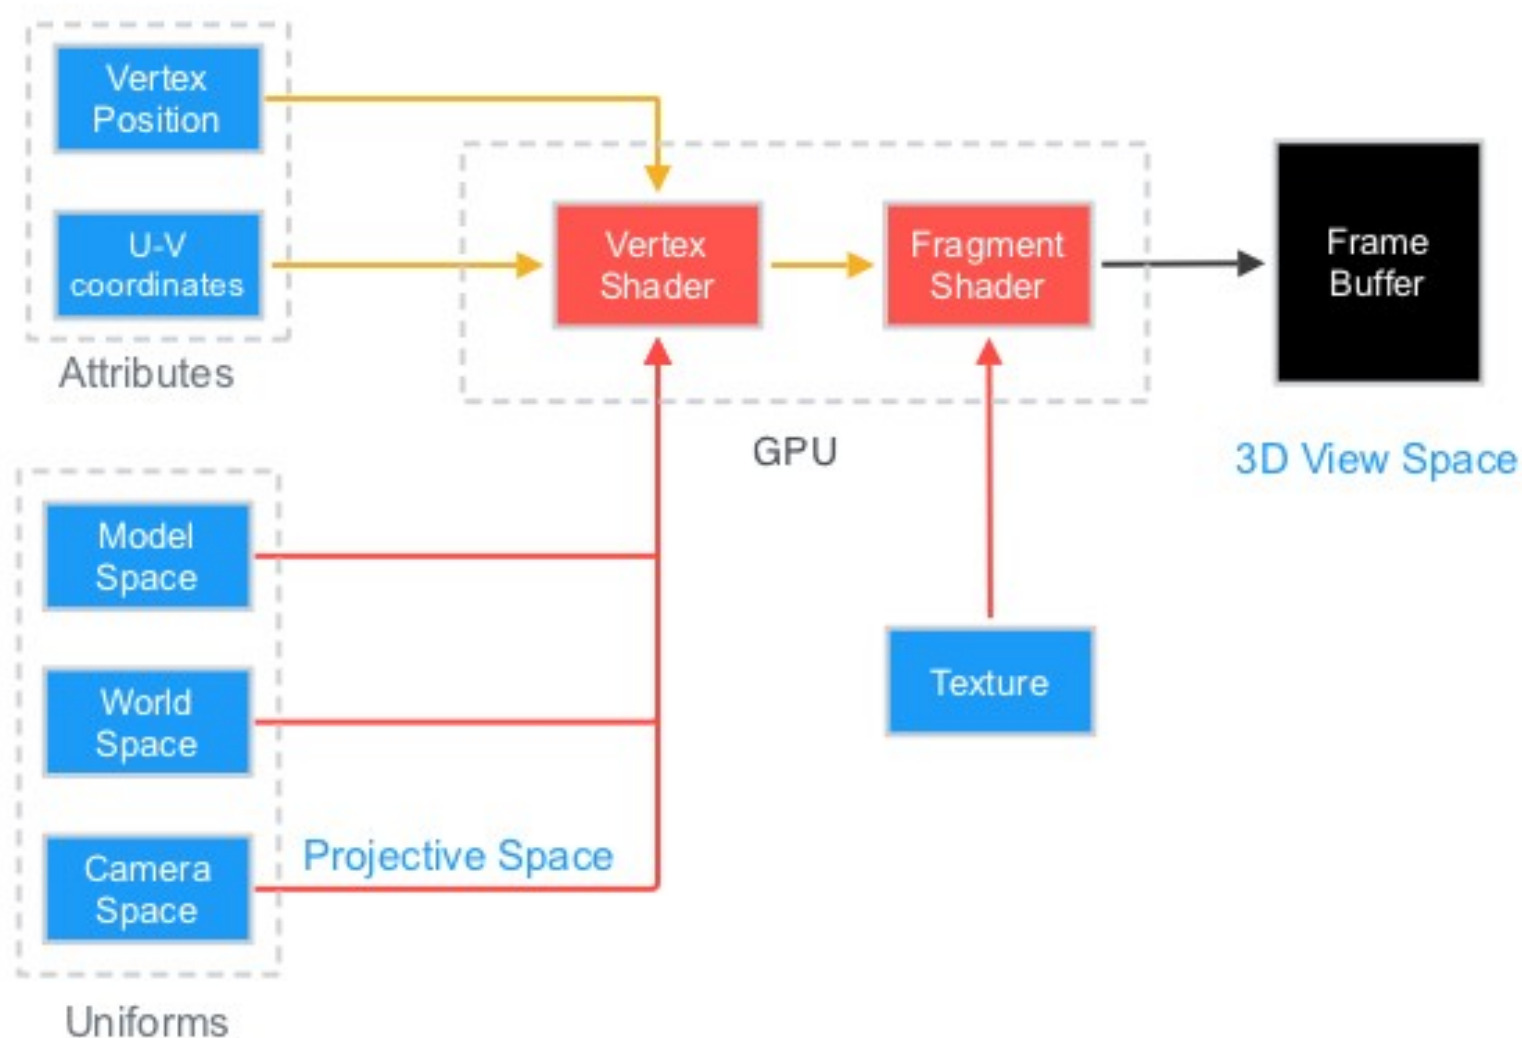 Vertex
Position
U-V
coordinates
Attributes
Vertex
Shader
Fragment
Shader
GPU
Frame
Buffer
3D View Space
Model
Space
World
Space
Camera
Space
Projective Space
Uniforms
Texture